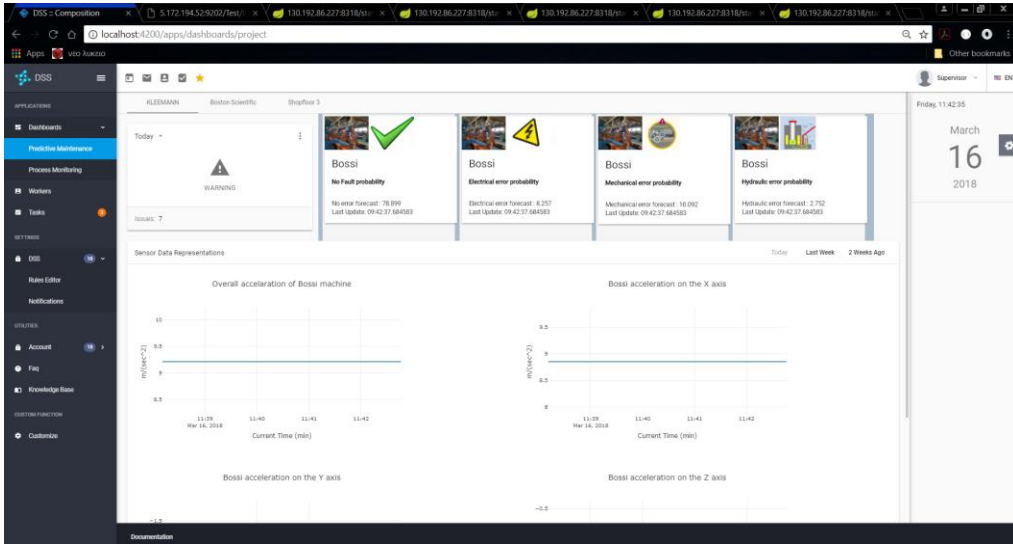 DSS :: Composition
5.172.194.52:9202/Test/
130.192.86.227:8318/sta
130.192.86.227:8318/sta
130.192.86.227:8318/sta
130.192.86.227:8318/sta
130.192.86.227:8318/sta
localhost:4200/apps/dashboards/project
Apps
νεο λυκειο
Other bookmarks
DSS
Supervisor
EN
APPLICATIONS
Dashboards
Predictive Maintenance
Process Monitoring
Workers
Tasks
3
SETTINGS
DSS
16
Rules Editor
Notifications
UTILITIES
Account
16
Faq
Knowledge Base
CUSTOM FUNCTION
Customize
KLEEMANN
Boston Scientific
Shopfloor 3
Today
WARNING
Issues: 7
Bossi
No Fault probability
No error forecast : 78.899
Last Update: 09:42:37.684583
Bossi
Electrical error probability
Electrical error forecast : 8.257
Last Update: 09:42:37.684583
Bossi
Mechanical error probability
Mechanical error forecast : 10.092
Last Update: 09:42:37.684583
Bossi
Hydraulic error probability
Hydraulic error forecast : 2.752
Last Update: 09:42:37.684583
Friday, 11:42:35
March
16
2018
Sensor Data Representations
Today
Last Week
2 Weeks Ago
Overall accelaration of Bossi machine
10
9.5
9
8.5
m/(sec^2)
11:39
11:40
11:41
11:42
Mar 16, 2018
Current Time (min)
Bossi acceleration on the X axis
9.5
9
8.5
8
m/(sec^2)
11:39
11:40
11:41
11:42
Mar 16, 2018
Current Time (min)
Bossi acceleration on the Y axis
−1.5
Bossi acceleration on the Z axis
−0.5
Documentation